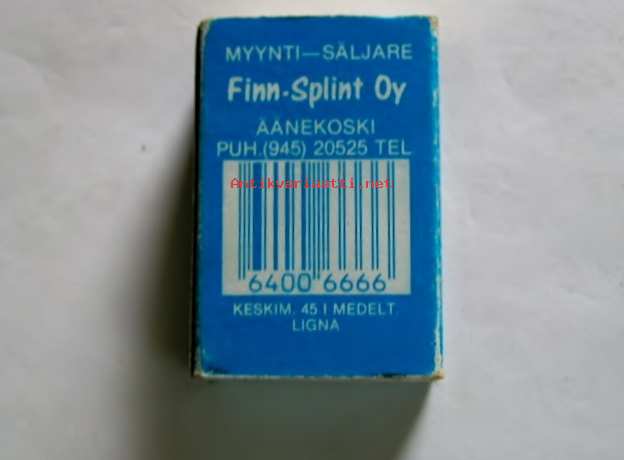 MYYNTI—SÄLJARE
Finn-Splint Oy
ÄÄNEKOSKI
PUH.(945) 20525 TEL
Antikvariaatti.net
6400 6666
KESKIM. 45 I MEDELT.
LIGNA